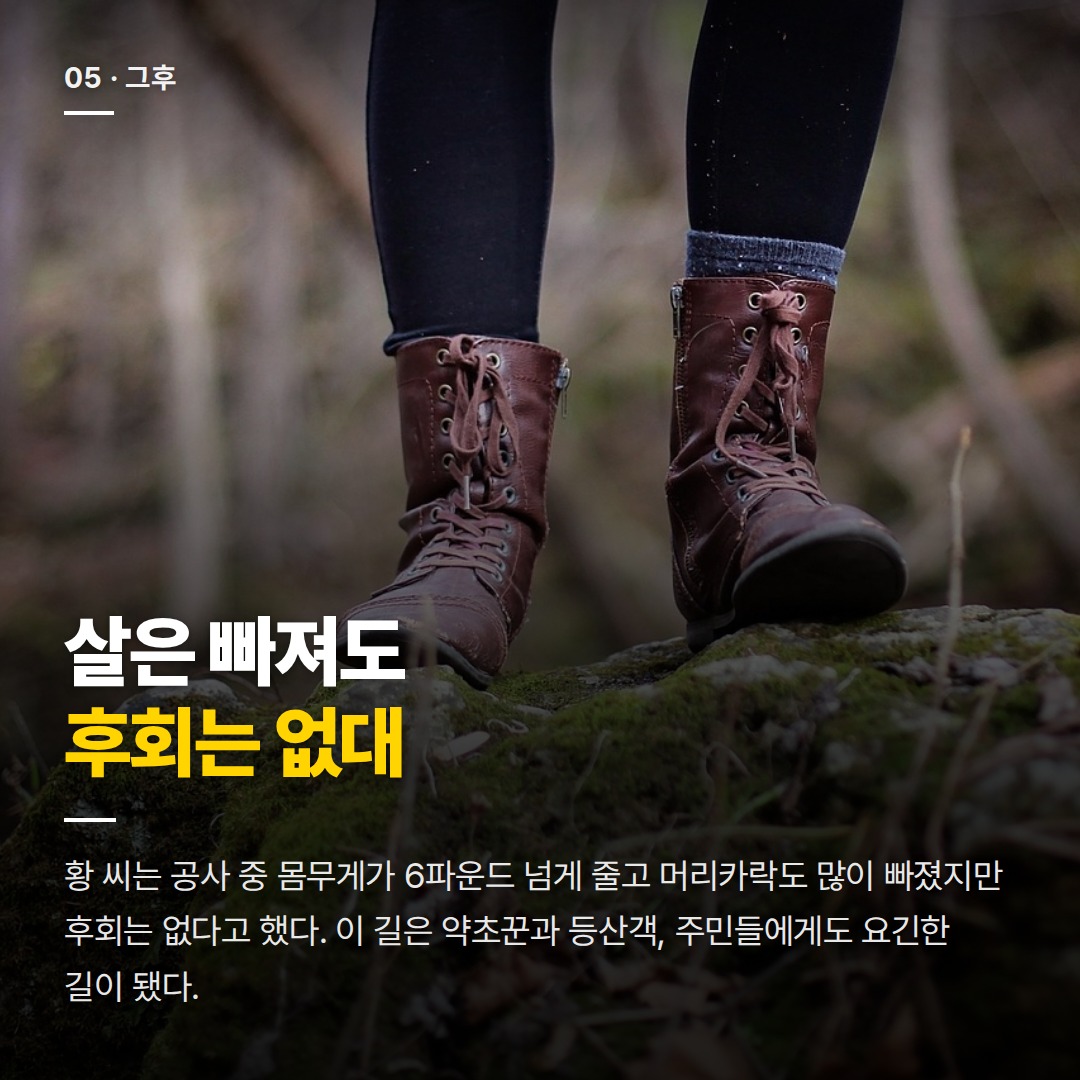 05 · 그후
살은 빠져도
후회는 없대
황 씨는 공사 중 몸무게가 6파운드 넘게 줄고 머리카락도 많이 빠졌지만
후회는 없다고 했다. 이 길은 약초꾼과 등산객, 주민들에게도 요긴한
길이 됐다.